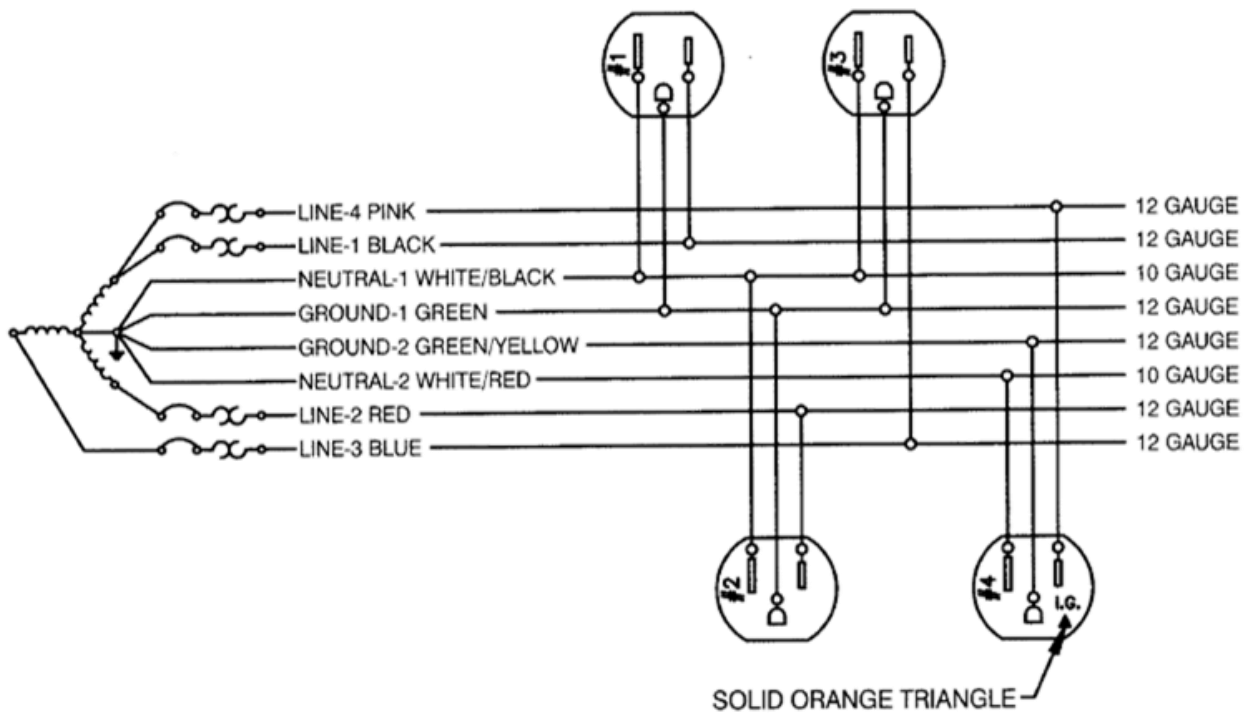 #1
#3
LINE-4 PINK 12 GAUGE
LINE-1 BLACK 12 GAUGE
NEUTRAL-1 WHITE/BLACK 10 GAUGE
GROUND-1 GREEN 12 GAUGE
GROUND-2 GREEN/YELLOW 12 GAUGE
NEUTRAL-2 WHITE/RED 10 GAUGE
LINE-2 RED 12 GAUGE
LINE-3 BLUE 12 GAUGE
#2
#4
I.G.
SOLID ORANGE TRIANGLE